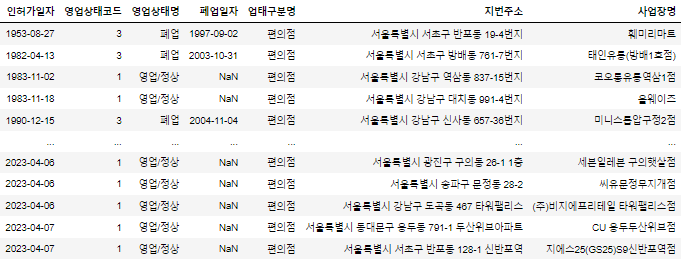 인허가일자 영업상태코드 영업상태명 폐업일자 업태구분명 지번주소 사업장명
1953-08-27 3 폐업 1997-09-02 편의점 서울특별시 서초구 반포동 19-4번지 훼미리마트
1982-04-13 3 폐업 2003-10-31 편의점 서울특별시 서초구 방배동 761-7번지 태인유통(방배1호점)
1983-11-02 1 영업/정상 NaN 편의점 서울특별시 강남구 역삼동 837-15번지 코오롱유통역삼1점
1983-11-18 1 영업/정상 NaN 편의점 서울특별시 강남구 대치동 991-4번지 올웨이즈
1990-12-15 3 폐업 2004-11-04 편의점 서울특별시 강남구 신사동 657-36번지 미니스톱압구정2점
... ... ... ... ... ... ...
2023-04-06 1 영업/정상 NaN 편의점 서울특별시 광진구 구의동 26-1 1층 세븐일레븐 구의햇살점
2023-04-06 1 영업/정상 NaN 편의점 서울특별시 송파구 문정동 28-2 씨유문정무지개점
2023-04-06 1 영업/정상 NaN 편의점 서울특별시 강남구 도곡동 467 타워팰리스 (주)비지에프리테일 타워팰리스점
2023-04-07 1 영업/정상 NaN 편의점 서울특별시 동대문구 용두동 791-1 두산위브아파트 CU 용두두산위브점
2023-04-07 1 영업/정상 NaN 편의점 서울특별시 서초구 반포동 128-1 신반포역 지에스25(GS25)S9신반포역점